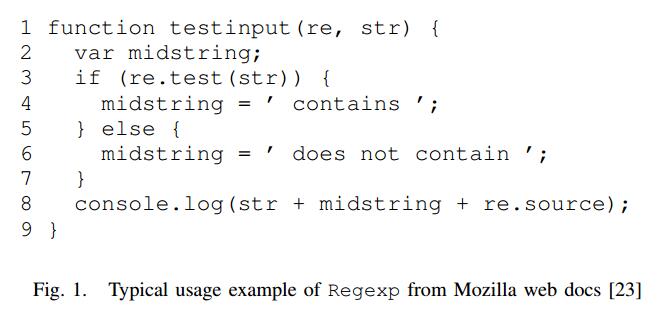 1 function testinput(re, str) {
2   var midstring;
3   if (re.test(str)) {
4     midstring = ' contains ';
5   } else {
6     midstring = ' does not contain ';
7   }
8   console.log(str + midstring + re.source);
9 }
Fig. 1. Typical usage example of Regexp from Mozilla web docs [23]